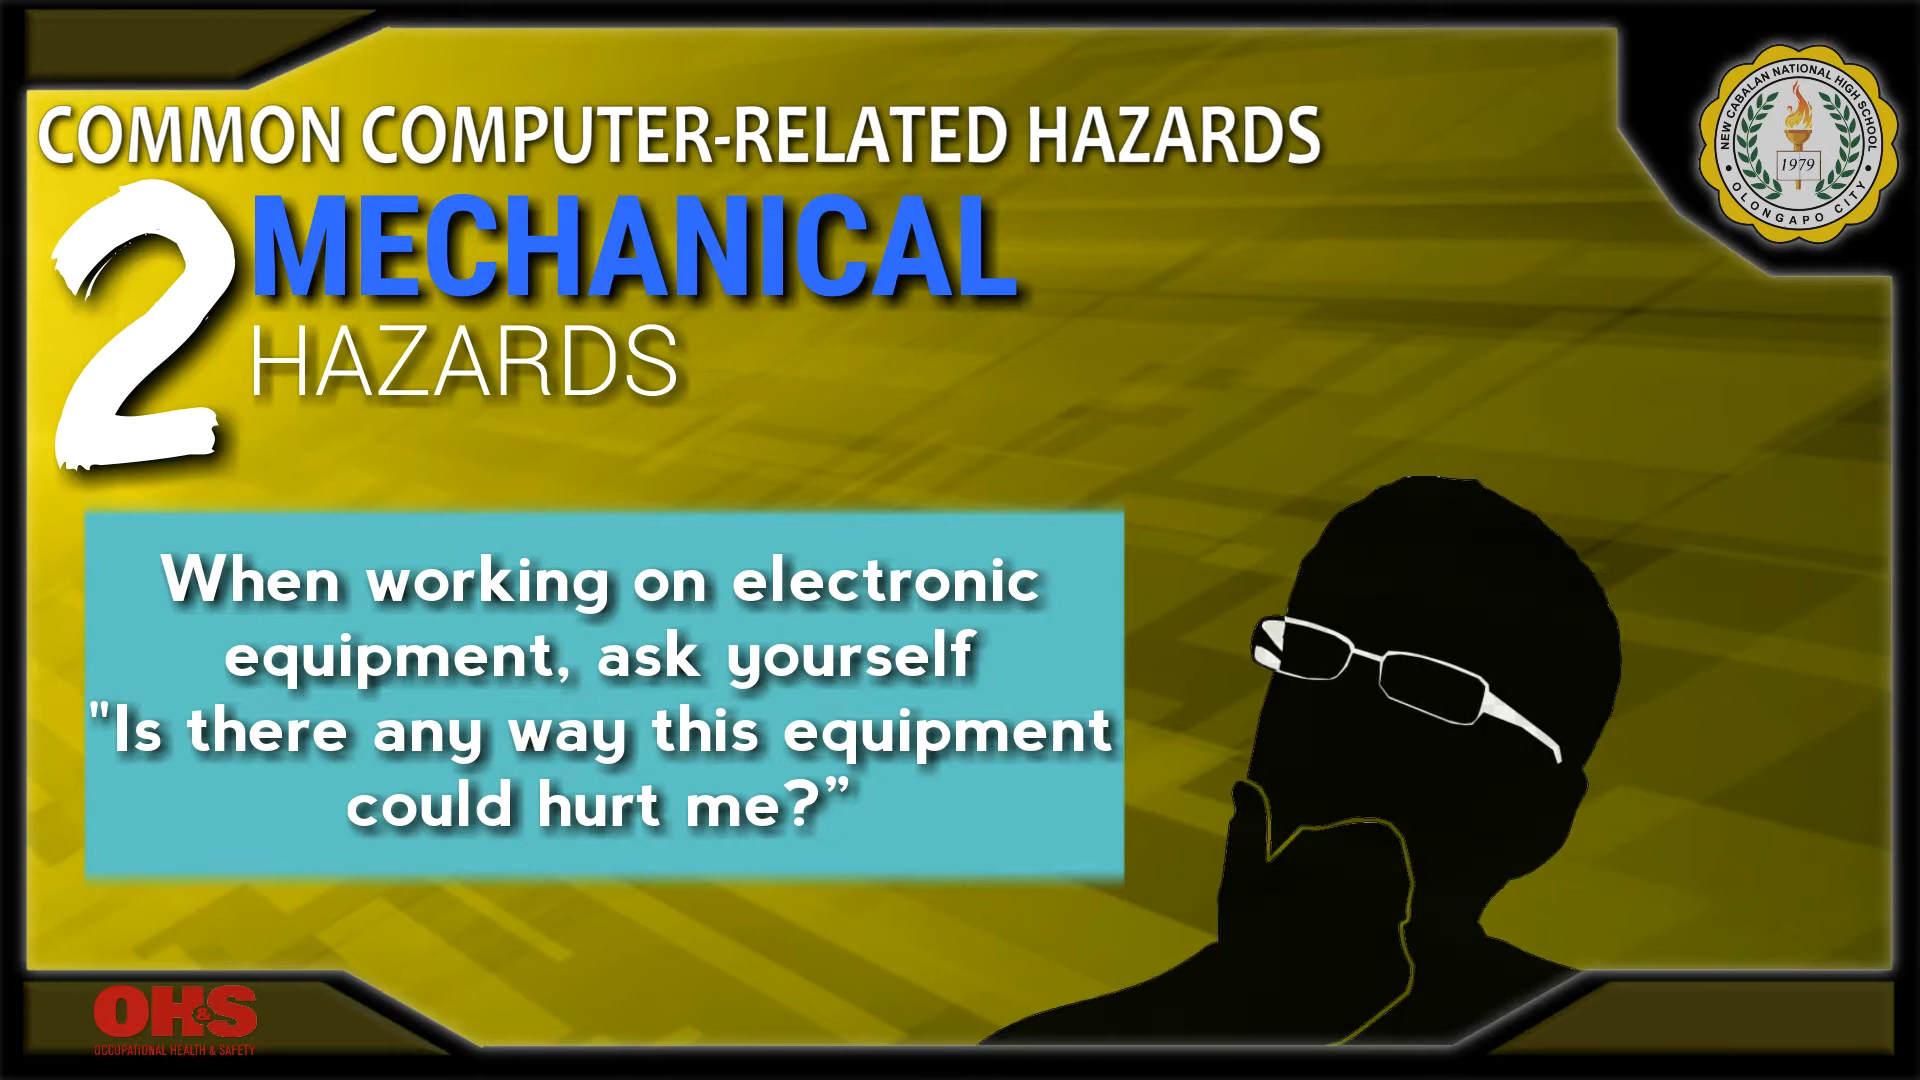 COMMON COMPUTER-RELATED HAZARDS
2
MECHANICAL
HAZARDS
When working on electronic
equipment, ask yourself
"Is there any way this equipment
could hurt me?”
NEW CABALAN NATIONAL HIGH SCHOOL
1979
• OLONGAPO CITY •
OH&S
OCCUPATIONAL HEALTH & SAFETY